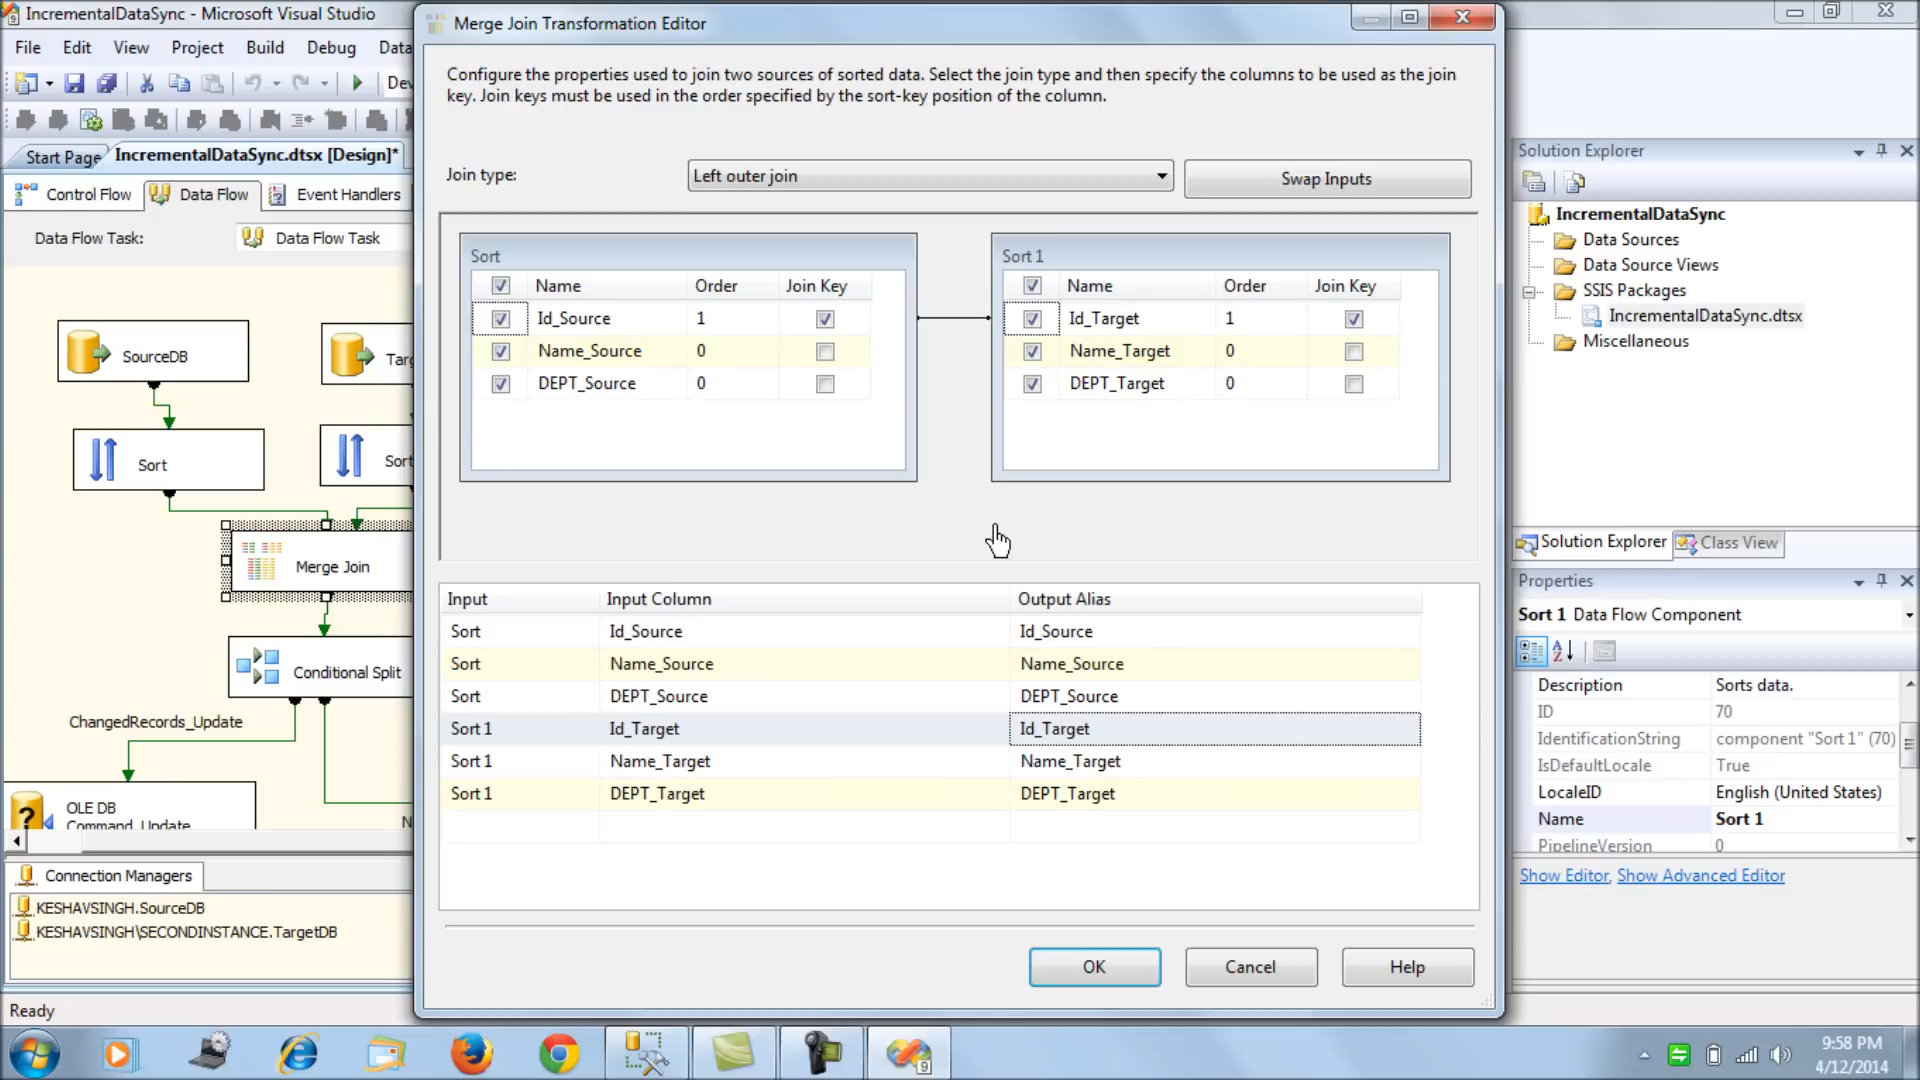 IncrementalDataSync - Microsoft Visual Studio
File Edit View Project Build Debug Data
Start Page IncrementalDataSync.dtsx [Design]*
Control Flow Data Flow Event Handlers
Data Flow Task: Data Flow Task
SourceDB
Sort
Merge Join
Conditional Split
ChangedRecords_Update
OLE DB
Command_Update
Connection Managers
KESHAVSINGH.SourceDB
KESHAVSINGH\SECONDINSTANCE.TargetDB
Ready
Merge Join Transformation Editor
Configure the properties used to join two sources of sorted data. Select the join type and then specify the columns to be used as the join
key. Join keys must be used in the order specified by the sort-key position of the column.
Join type: Left outer join Swap Inputs
Sort
Name Order Join Key
Id_Source 1
Name_Source 0
DEPT_Source 0
Sort 1
Name Order Join Key
Id_Target 1
Name_Target 0
DEPT_Target 0
Input Input Column Output Alias
Sort Id_Source Id_Source
Sort Name_Source Name_Source
Sort DEPT_Source DEPT_Source
Sort 1 Id_Target Id_Target
Sort 1 Name_Target Name_Target
Sort 1 DEPT_Target DEPT_Target
OK Cancel Help
Solution Explorer
IncrementalDataSync
Data Sources
Data Source Views
SSIS Packages
IncrementalDataSync.dtsx
Miscellaneous
Solution Explorer Class View
Properties
Sort 1 Data Flow Component
Description Sorts data.
ID 70
IdentificationString component "Sort 1" (70)
IsDefaultLocale True
LocaleID English (United States)
Name Sort 1
PipelineVersion 0
Show Editor, Show Advanced Editor
9:58 PM
4/12/2014